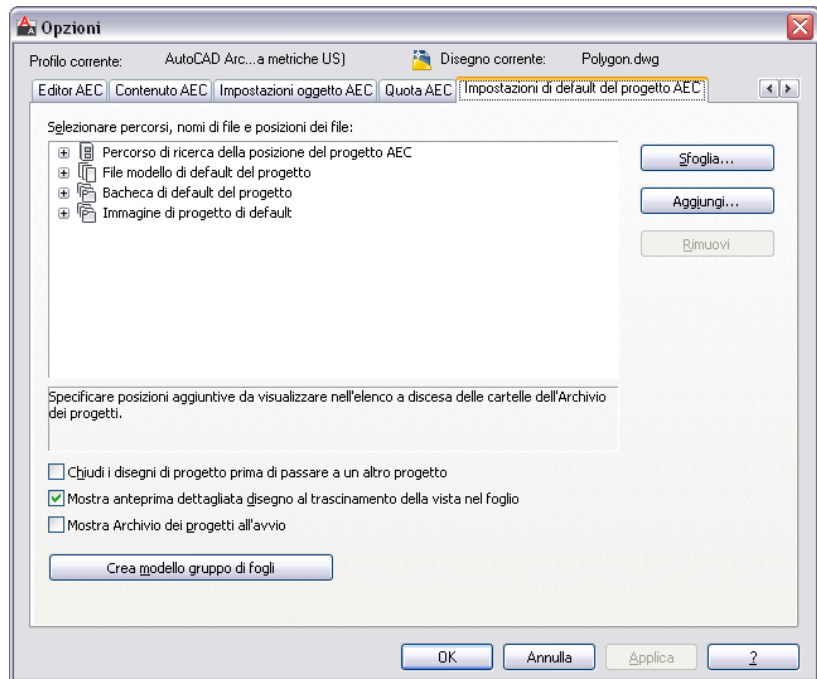 Opzioni
Profilo corrente: AutoCAD Arc...a metriche US) Disegno corrente: Polygon.dwg
Editor AEC Contenuto AEC Impostazioni oggetto AEC Quota AEC Impostazioni di default del progetto AEC
Selezionare percorsi, nomi di file e posizioni dei file:
Percorso di ricerca della posizione del progetto AEC
File modello di default del progetto
Bacheca di default del progetto
Immagine di progetto di default
Sfoglia...
Aggiungi...
Rimuovi
Specificare posizioni aggiuntive da visualizzare nell'elenco a discesa delle cartelle dell'Archivio
dei progetti.
Chiudi i disegni di progetto prima di passare a un altro progetto
Mostra anteprima dettagliata disegno al trascinamento della vista nel foglio
Mostra Archivio dei progetti all'avvio
Crea modello gruppo di fogli
OK Annulla Applica ?